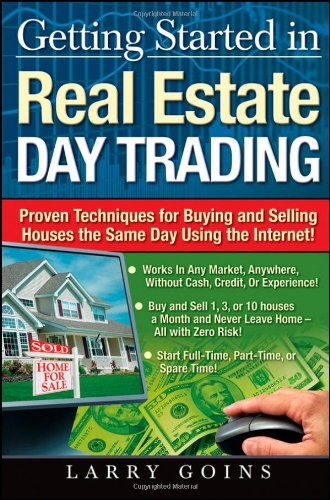 Getting Started in
Real Estate
DAY TRADING
Proven Techniques for Buying and Selling
Houses the Same Day Using the Internet!
Works In Any Market, Anywhere,
Without Cash, Credit, Or Experience!
Buy and Sell 1, 3, or 10 houses
a Month and Never Leave Home –
All with Zero Risk!
Start Full-Time, Part-Time, or
Spare Time!
SOLD
HOME FOR
SALE
LARRY GOINS